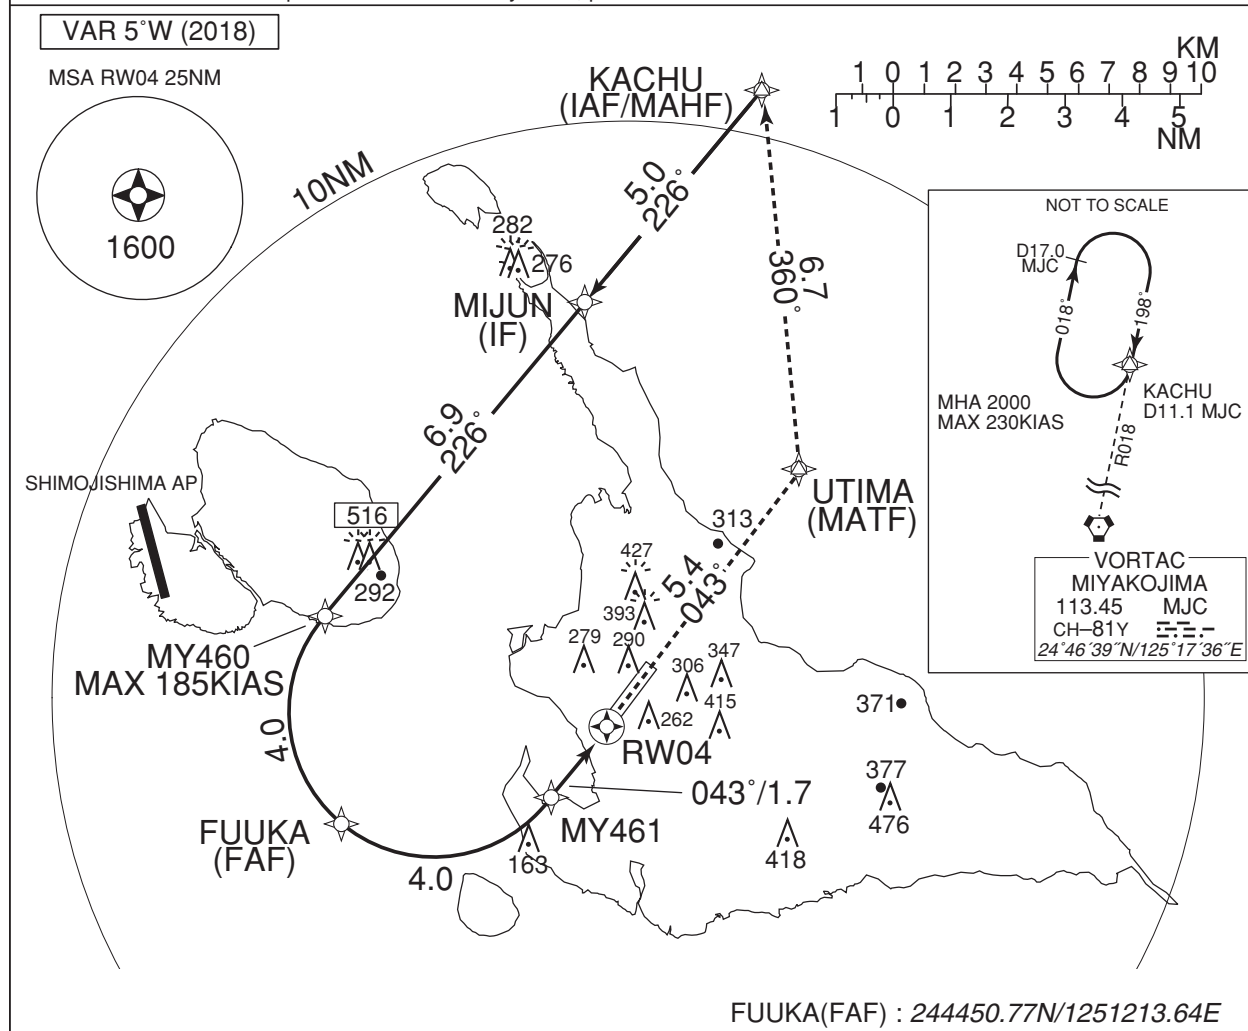 VAR 5°W (2018)
MSA RW04 25NM
1600
10NM
KACHU
(IAF/MAHF)
KM
1 0 1 2 3 4 5 6 7 8 9 10
1 0 1 2 3 4 5
NM
5.0
226°
282
276
MIJUN
(IF)
6.7
360°
NOT TO SCALE
D17.0
MJC
018°
198°
KACHU
D11.1 MJC
MHA 2000
MAX 230KIAS
R018
VORTAC
MIYAKOJIMA
113.45 MJC
CH–81Y
24°46′39″N/125°17′36″E
6.9
226°
SHIMOJISHIMA AP
516
292
UTIMA
(MATF)
313
427
393
5.4
043°
279
290
306
347
415
262
371
MY460
MAX 185KIAS
4.0
RW04
043°/1.7
377
476
FUUKA
(FAF)
MY461
163
418
4.0
FUUKA(FAF) : 244450.77N/1251213.64E